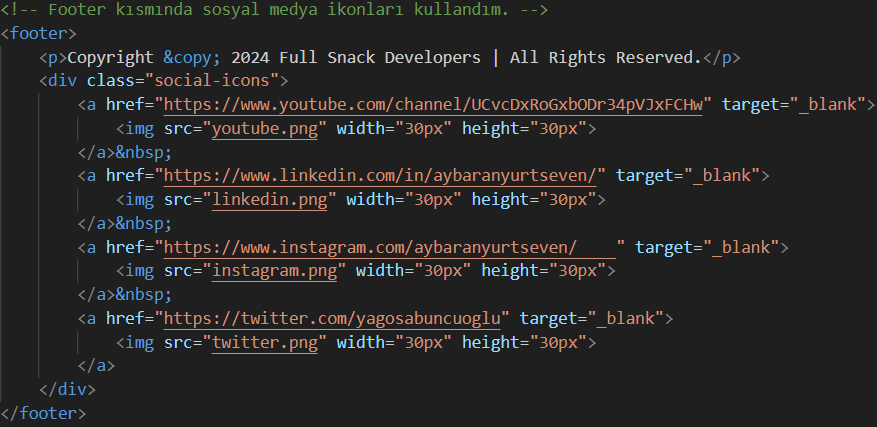 <!-- Footer kısmında sosyal medya ikonları kullandım. -->
<footer>
    <p>Copyright &copy; 2024 Full Snack Developers | All Rights Reserved.</p>
    <div class="social-icons">
        <a href="https://www.youtube.com/channel/UCvcDxRoGxbODr34pVJxFCHw" target="_blank">
            <img src="youtube.png" width="30px" height="30px">
        </a>&nbsp;
        <a href="https://www.linkedin.com/in/aybaranyurtseven/" target="_blank">
            <img src="linkedin.png" width="30px" height="30px">
        </a>&nbsp;
        <a href="https://www.instagram.com/aybaranyurtseven/    " target="_blank">
            <img src="instagram.png" width="30px" height="30px">
        </a>&nbsp;
        <a href="https://twitter.com/yagosabuncuoglu" target="_blank">
            <img src="twitter.png" width="30px" height="30px">
        </a>
    </div>
</footer>